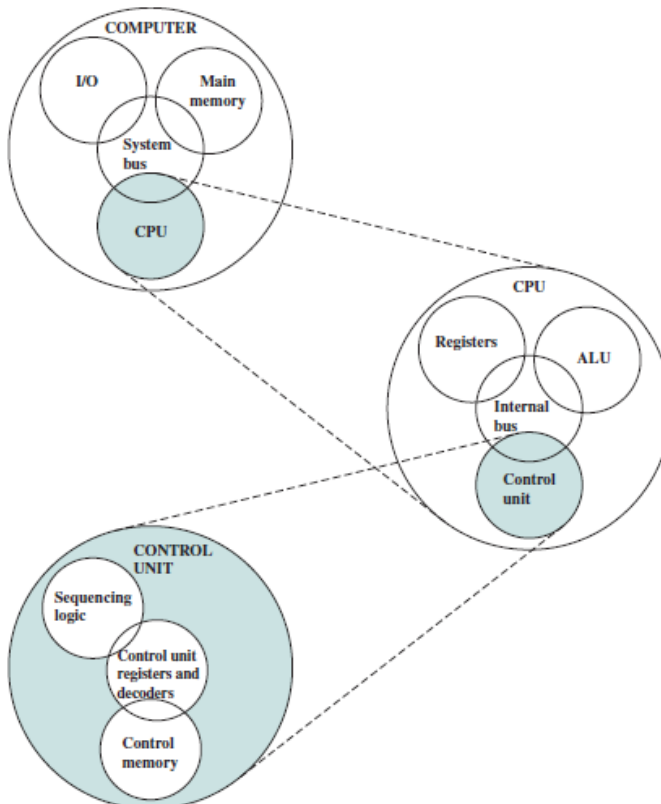 COMPUTER
I/O
Main
memory
System
bus
CPU
CPU
Registers
ALU
Internal
bus
Control
unit
CONTROL
UNIT
Sequencing
logic
Control unit
registers and
decoders
Control
memory